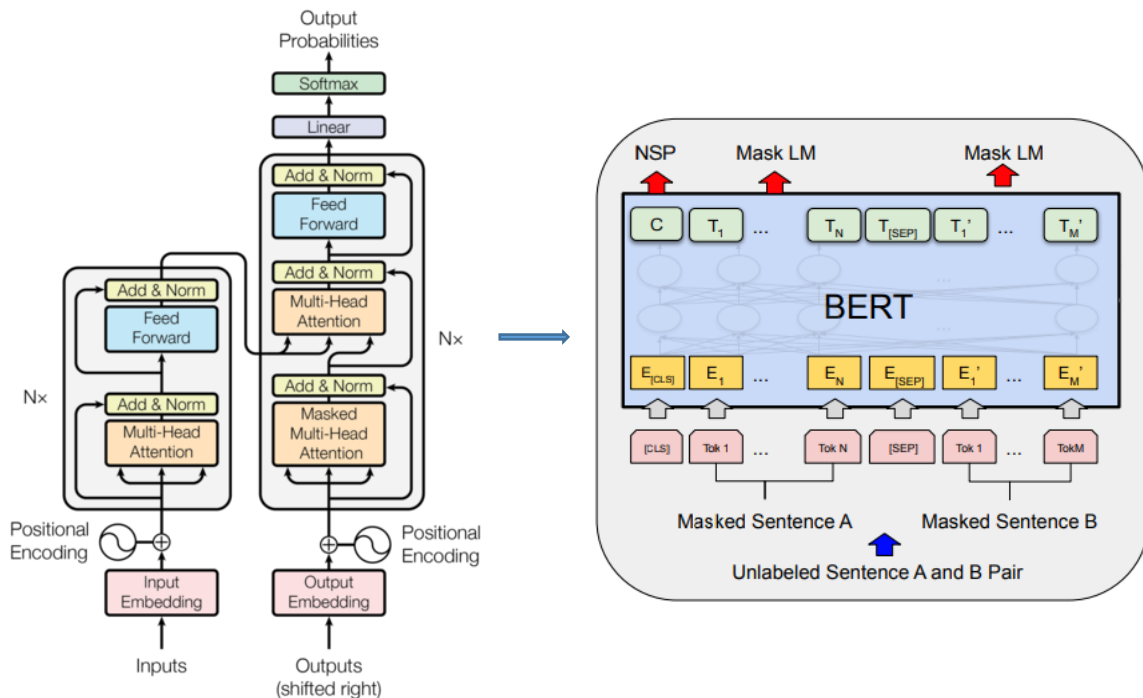 Output
Probabilities
Softmax
Linear
Add & Norm
Feed
Forward
Add & Norm
Multi-Head
Attention
Add & Norm
Masked
Multi-Head
Attention
Nx
Positional
Encoding
Output
Embedding
Outputs
(shifted right)
Add & Norm
Feed
Forward
Add & Norm
Multi-Head
Attention
Nx
Positional
Encoding
Input
Embedding
Inputs
NSP Mask LM Mask LM
C T1 ... TN T[SEP] T1' ... TM'
...
BERT
...
E[CLS] E1 ... EN E[SEP] E1' ... EM'
[CLS] Tok 1 ... Tok N [SEP] Tok 1 ... TokM
Masked Sentence A Masked Sentence B
Unlabeled Sentence A and B Pair